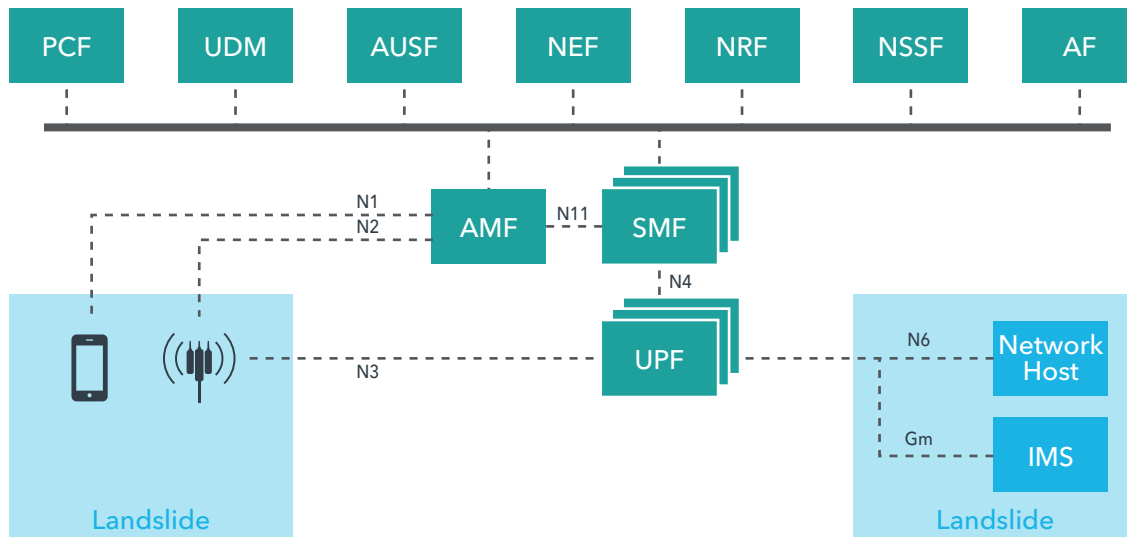 PCF
UDM
AUSF
NEF
NRF
NSSF
AF
N1
N2
AMF
N11
SMF
N4
N3
UPF
N6
Network
Host
Gm
IMS
Landslide
Landslide